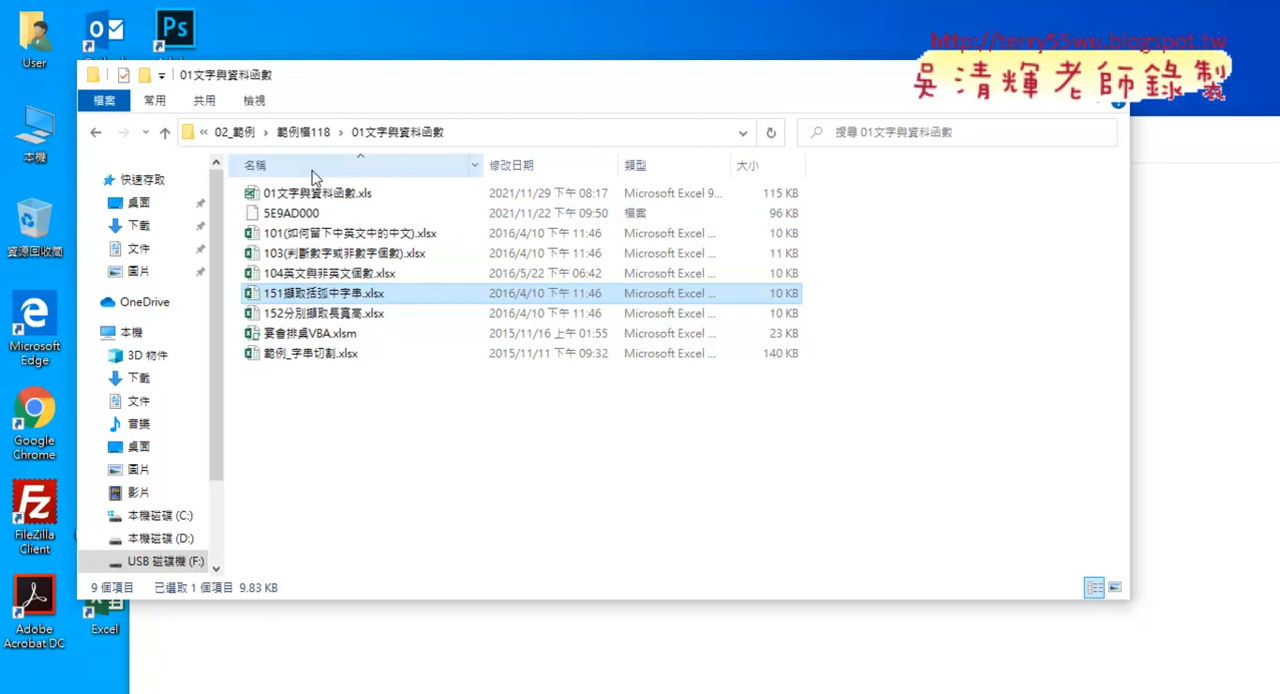 http://terry55wu.blogspot.tw
吳清輝老師錄製
User
Ps
01文字與資料函數
檔案
常用
共用
檢視
« 02_範例 › 範例檔118 › 01文字與資料函數
搜尋 01文字與資料函數
名稱
修改日期
類型
大小
本機
資源回收筒
Microsoft Edge
Google Chrome
FileZilla Client
Adobe Acrobat DC
Excel
快速存取
桌面
下載
文件
圖片
OneDrive
本機
3D 物件
下載
文件
音樂
桌面
圖片
影片
本機磁碟 (C:)
本機磁碟 (D:)
USB 磁碟機 (F:)
01文字與資料函數.xls 2021/11/29 下午 08:17 Microsoft Excel 9... 115 KB
5E9AD000 2021/11/22 下午 09:50 檔案 96 KB
101(如何留下中英文中的中文).xlsx 2016/4/10 下午 11:46 Microsoft Excel ... 10 KB
103(判斷數字或非數字個數).xlsx 2016/4/10 下午 11:46 Microsoft Excel ... 11 KB
104英文與非英文個數.xlsx 2016/5/22 下午 06:42 Microsoft Excel ... 10 KB
151擷取括弧中字串.xlsx 2016/4/10 下午 11:46 Microsoft Excel ... 10 KB
152分別擷取長寬高.xlsx 2016/4/10 下午 11:46 Microsoft Excel ... 10 KB
宴會排桌VBA.xlsm 2015/11/16 上午 01:55 Microsoft Excel ... 23 KB
範例_字串切割.xlsx 2015/11/11 下午 09:32 Microsoft Excel ... 140 KB
9 個項目 已選取 1 個項目 9.83 KB